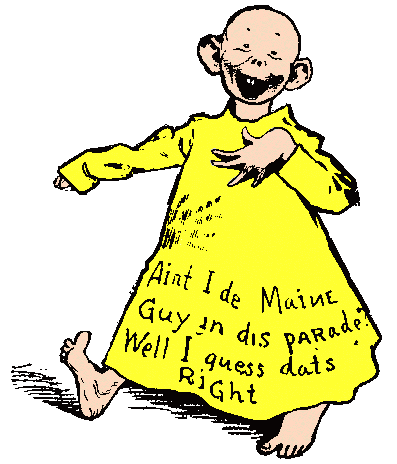 Aint I de Maine
Guy in dis parade?
Well I guess dats
Right